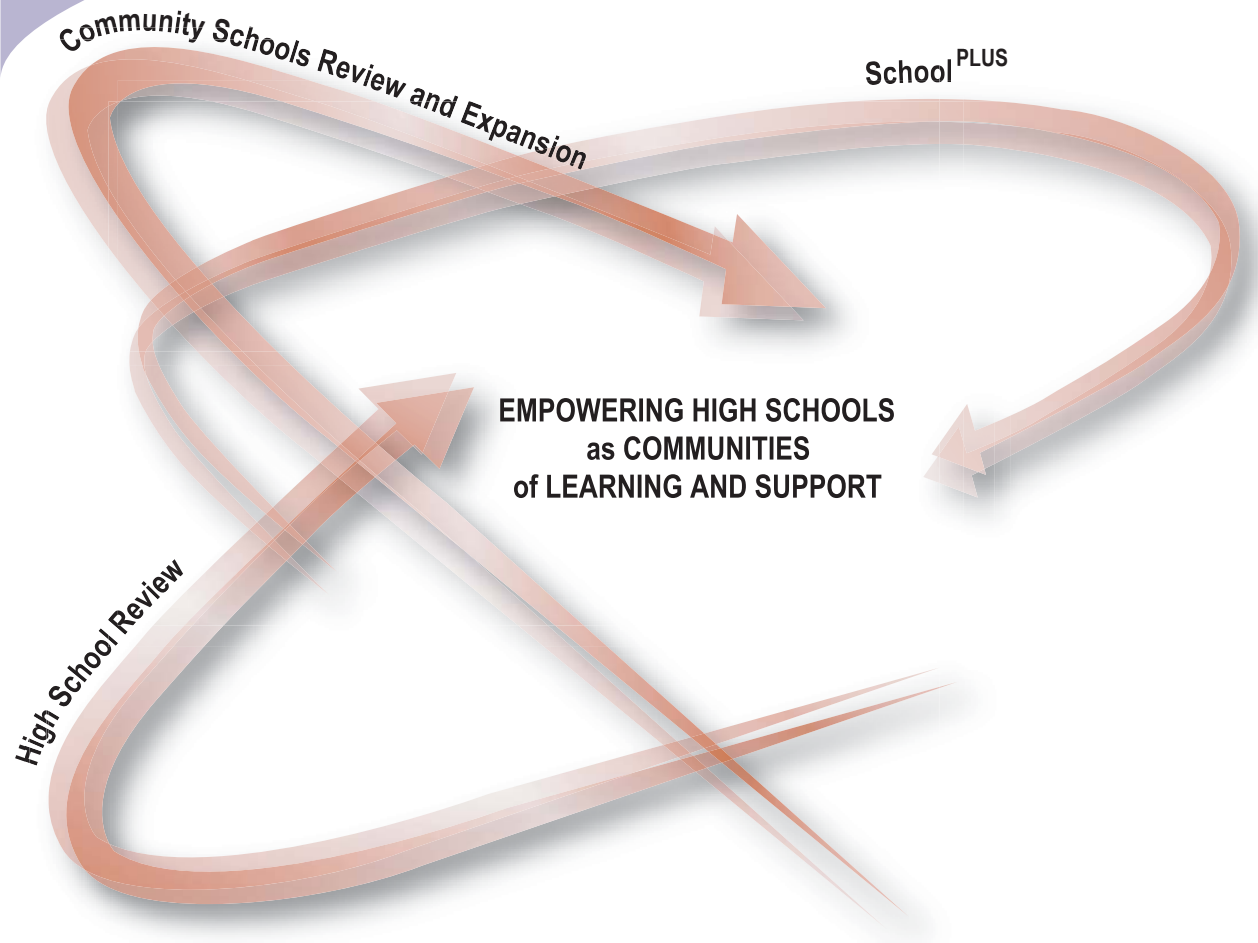 Community Schools Review and Expansion
School PLUS
EMPOWERING HIGH SCHOOLS
as COMMUNITIES
of LEARNING AND SUPPORT
High School Review